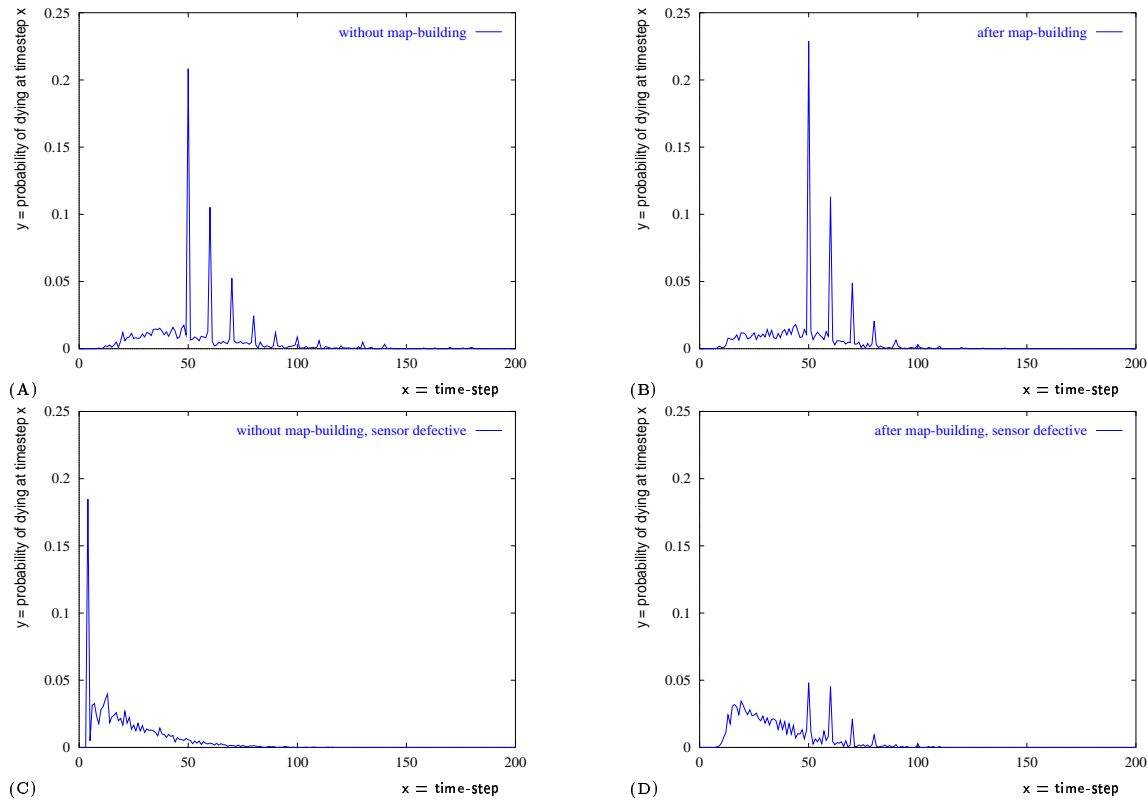 y = probability of dying at timestep x
0.25
0.2
0.15
0.1
0.05
0
without map-building
0 50 100 150 200
(A) x = time-step
y = probability of dying at timestep x
0.25
0.2
0.15
0.1
0.05
0
after map-building
0 50 100 150 200
(B) x = time-step
y = probability of dying at timestep x
0.25
0.2
0.15
0.1
0.05
0
without map-building, sensor defective
0 50 100 150 200
(C) x = time-step
y = probability of dying at timestep x
0.25
0.2
0.15
0.1
0.05
0
after map-building, sensor defective
0 50 100 150 200
(D) x = time-step